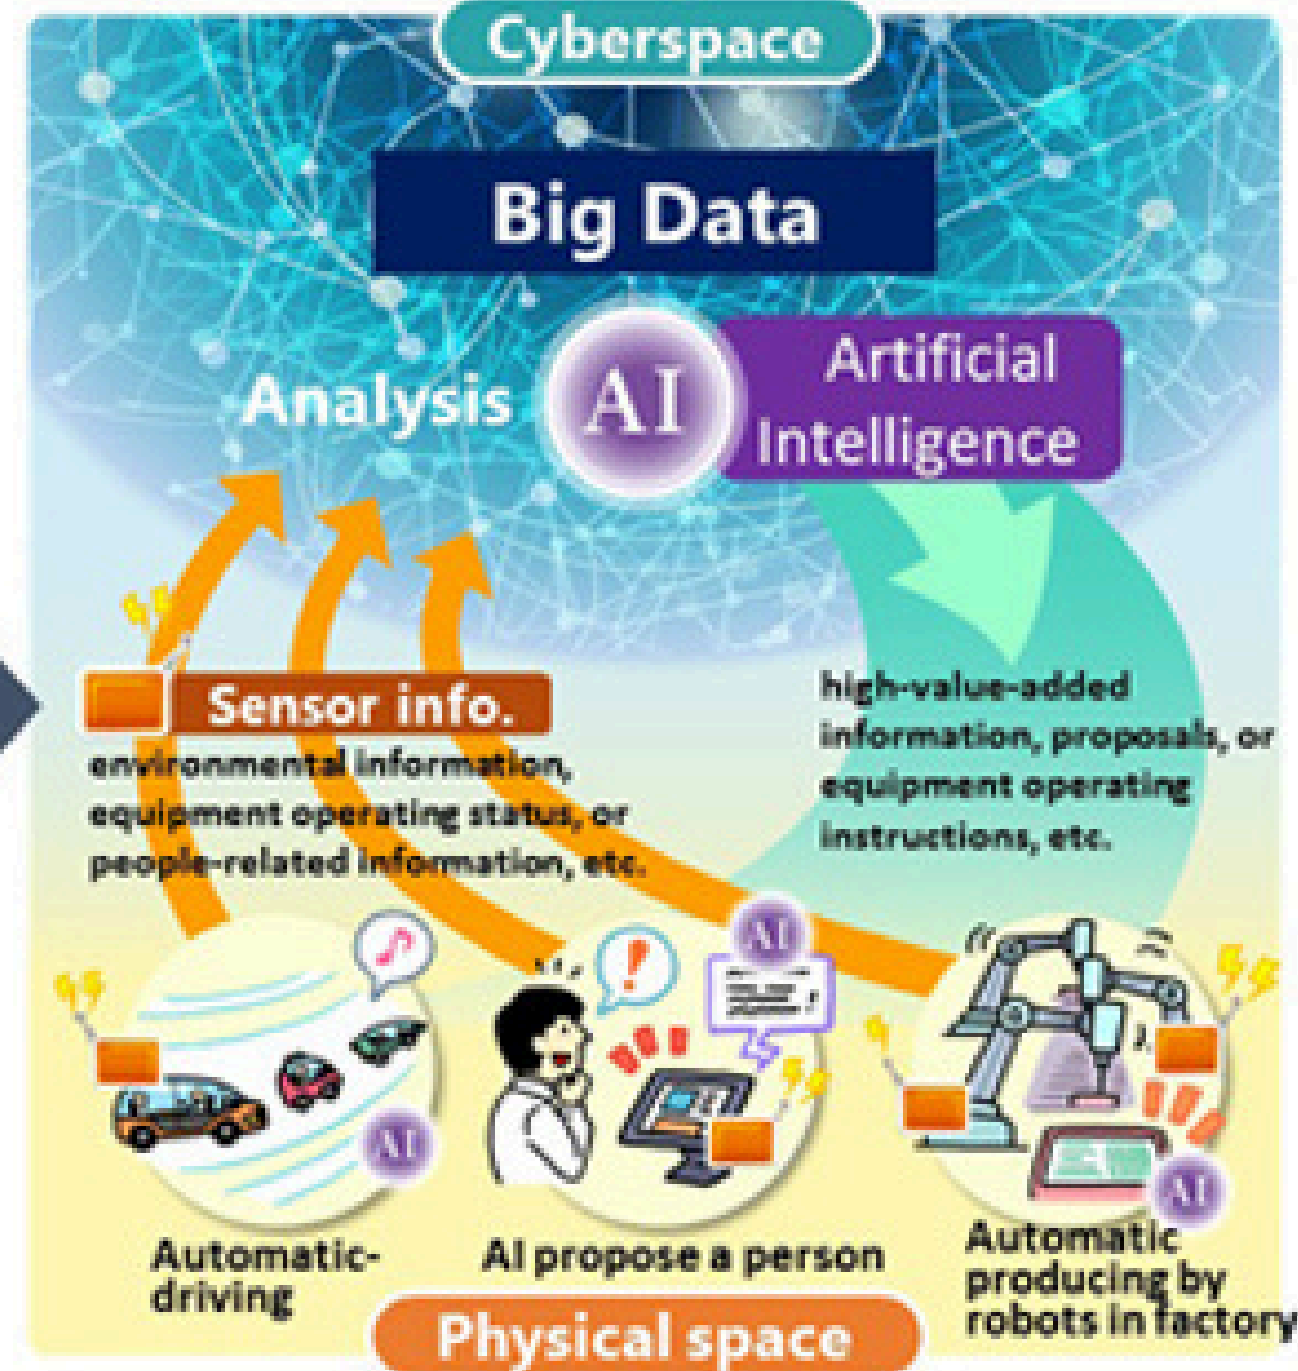 Cyberspace
Big Data
Analysis
AI
Artificial
Intelligence
Sensor info.
environmental information,
equipment operating status, or
people-related information, etc.
high-value-added
information, proposals, or
equipment operating
instructions, etc.
AI
!
AI
AI
Automatic-
driving
AI propose a person
Automatic
producing by
robots in factory
Physical space